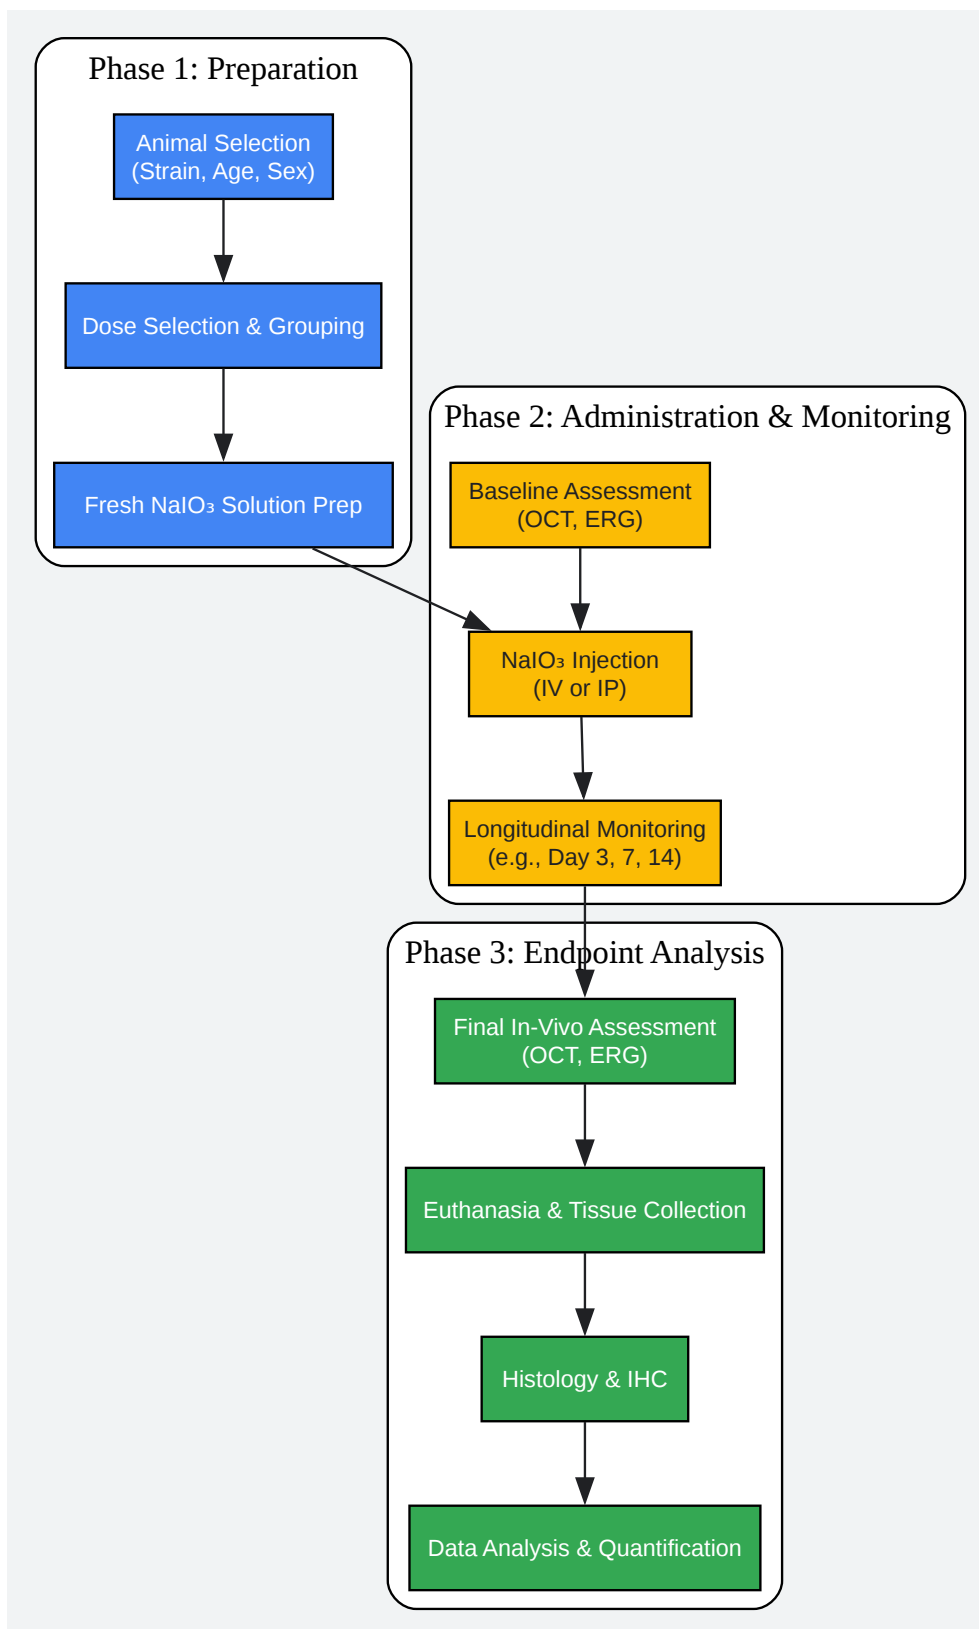 Phase 1: Preparation
Animal Selection
(Strain, Age, Sex)
Dose Selection & Grouping
Fresh NaIO₃ Solution Prep
Phase 2: Administration & Monitoring
Baseline Assessment
(OCT, ERG)
NaIO₃ Injection
(IV or IP)
Longitudinal Monitoring
(e.g., Day 3, 7, 14)
Phase 3: Endpoint Analysis
Final In-Vivo Assessment
(OCT, ERG)
Euthanasia & Tissue Collection
Histology & IHC
Data Analysis & Quantification